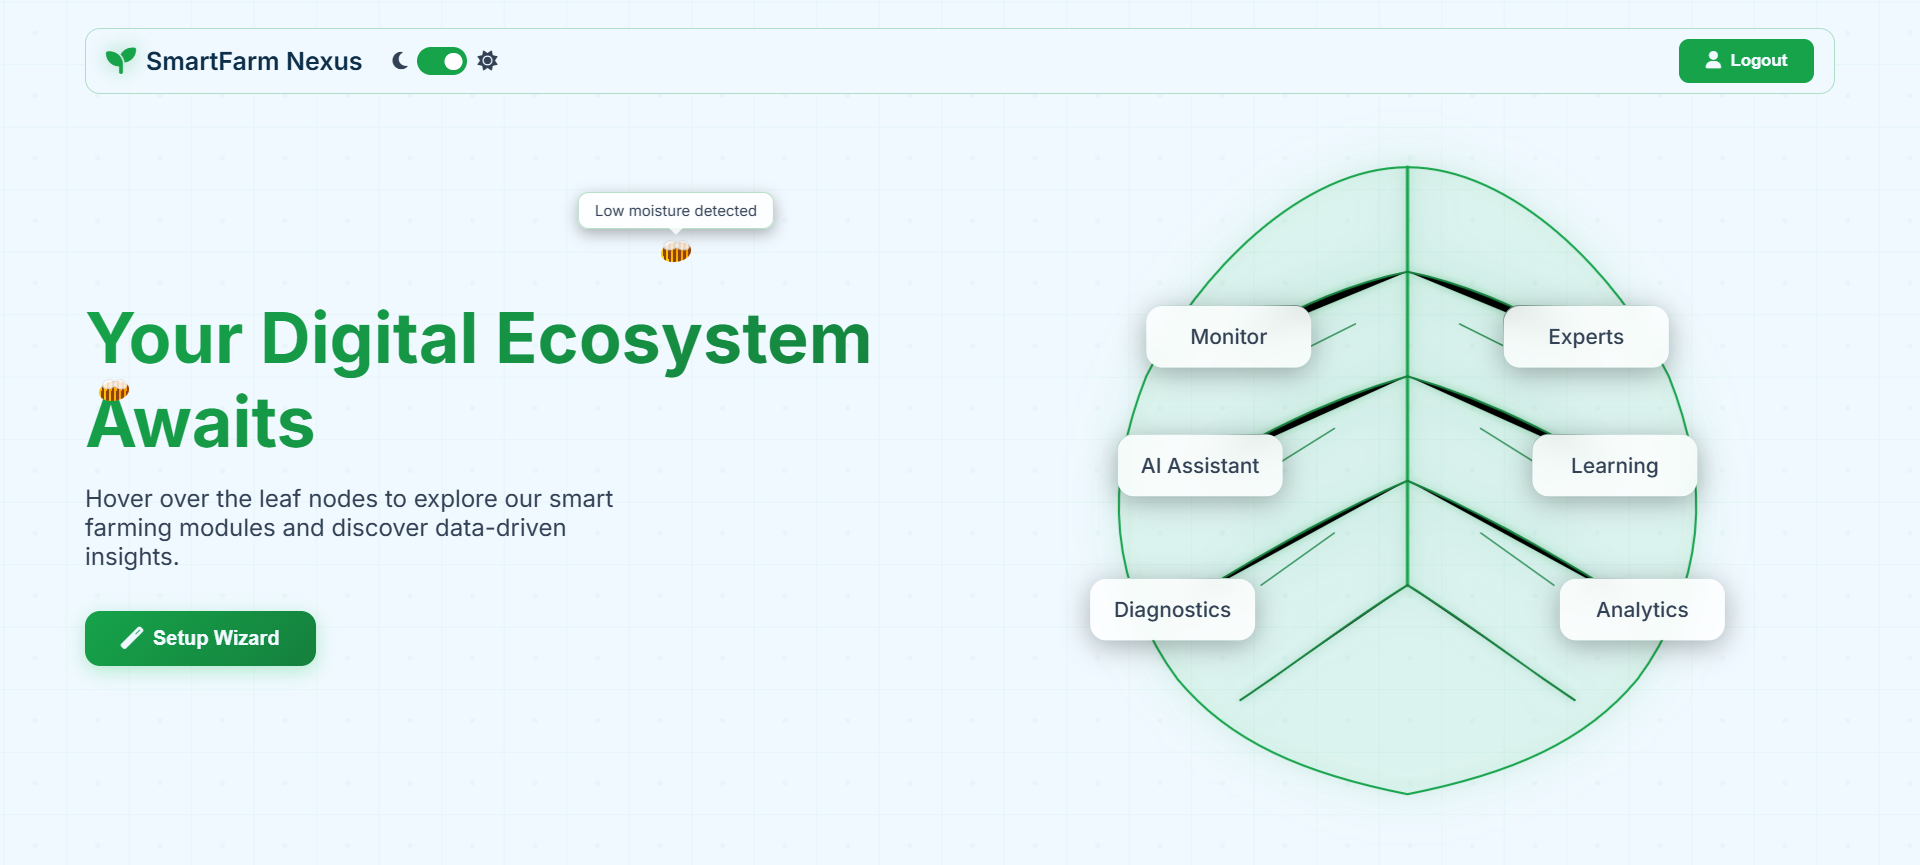 SmartFarm Nexus
Logout
Low moisture detected
Your Digital Ecosystem
Awaits
Hover over the leaf nodes to explore our smart
farming modules and discover data-driven
insights.
Setup Wizard
Monitor
Experts
AI Assistant
Learning
Diagnostics
Analytics